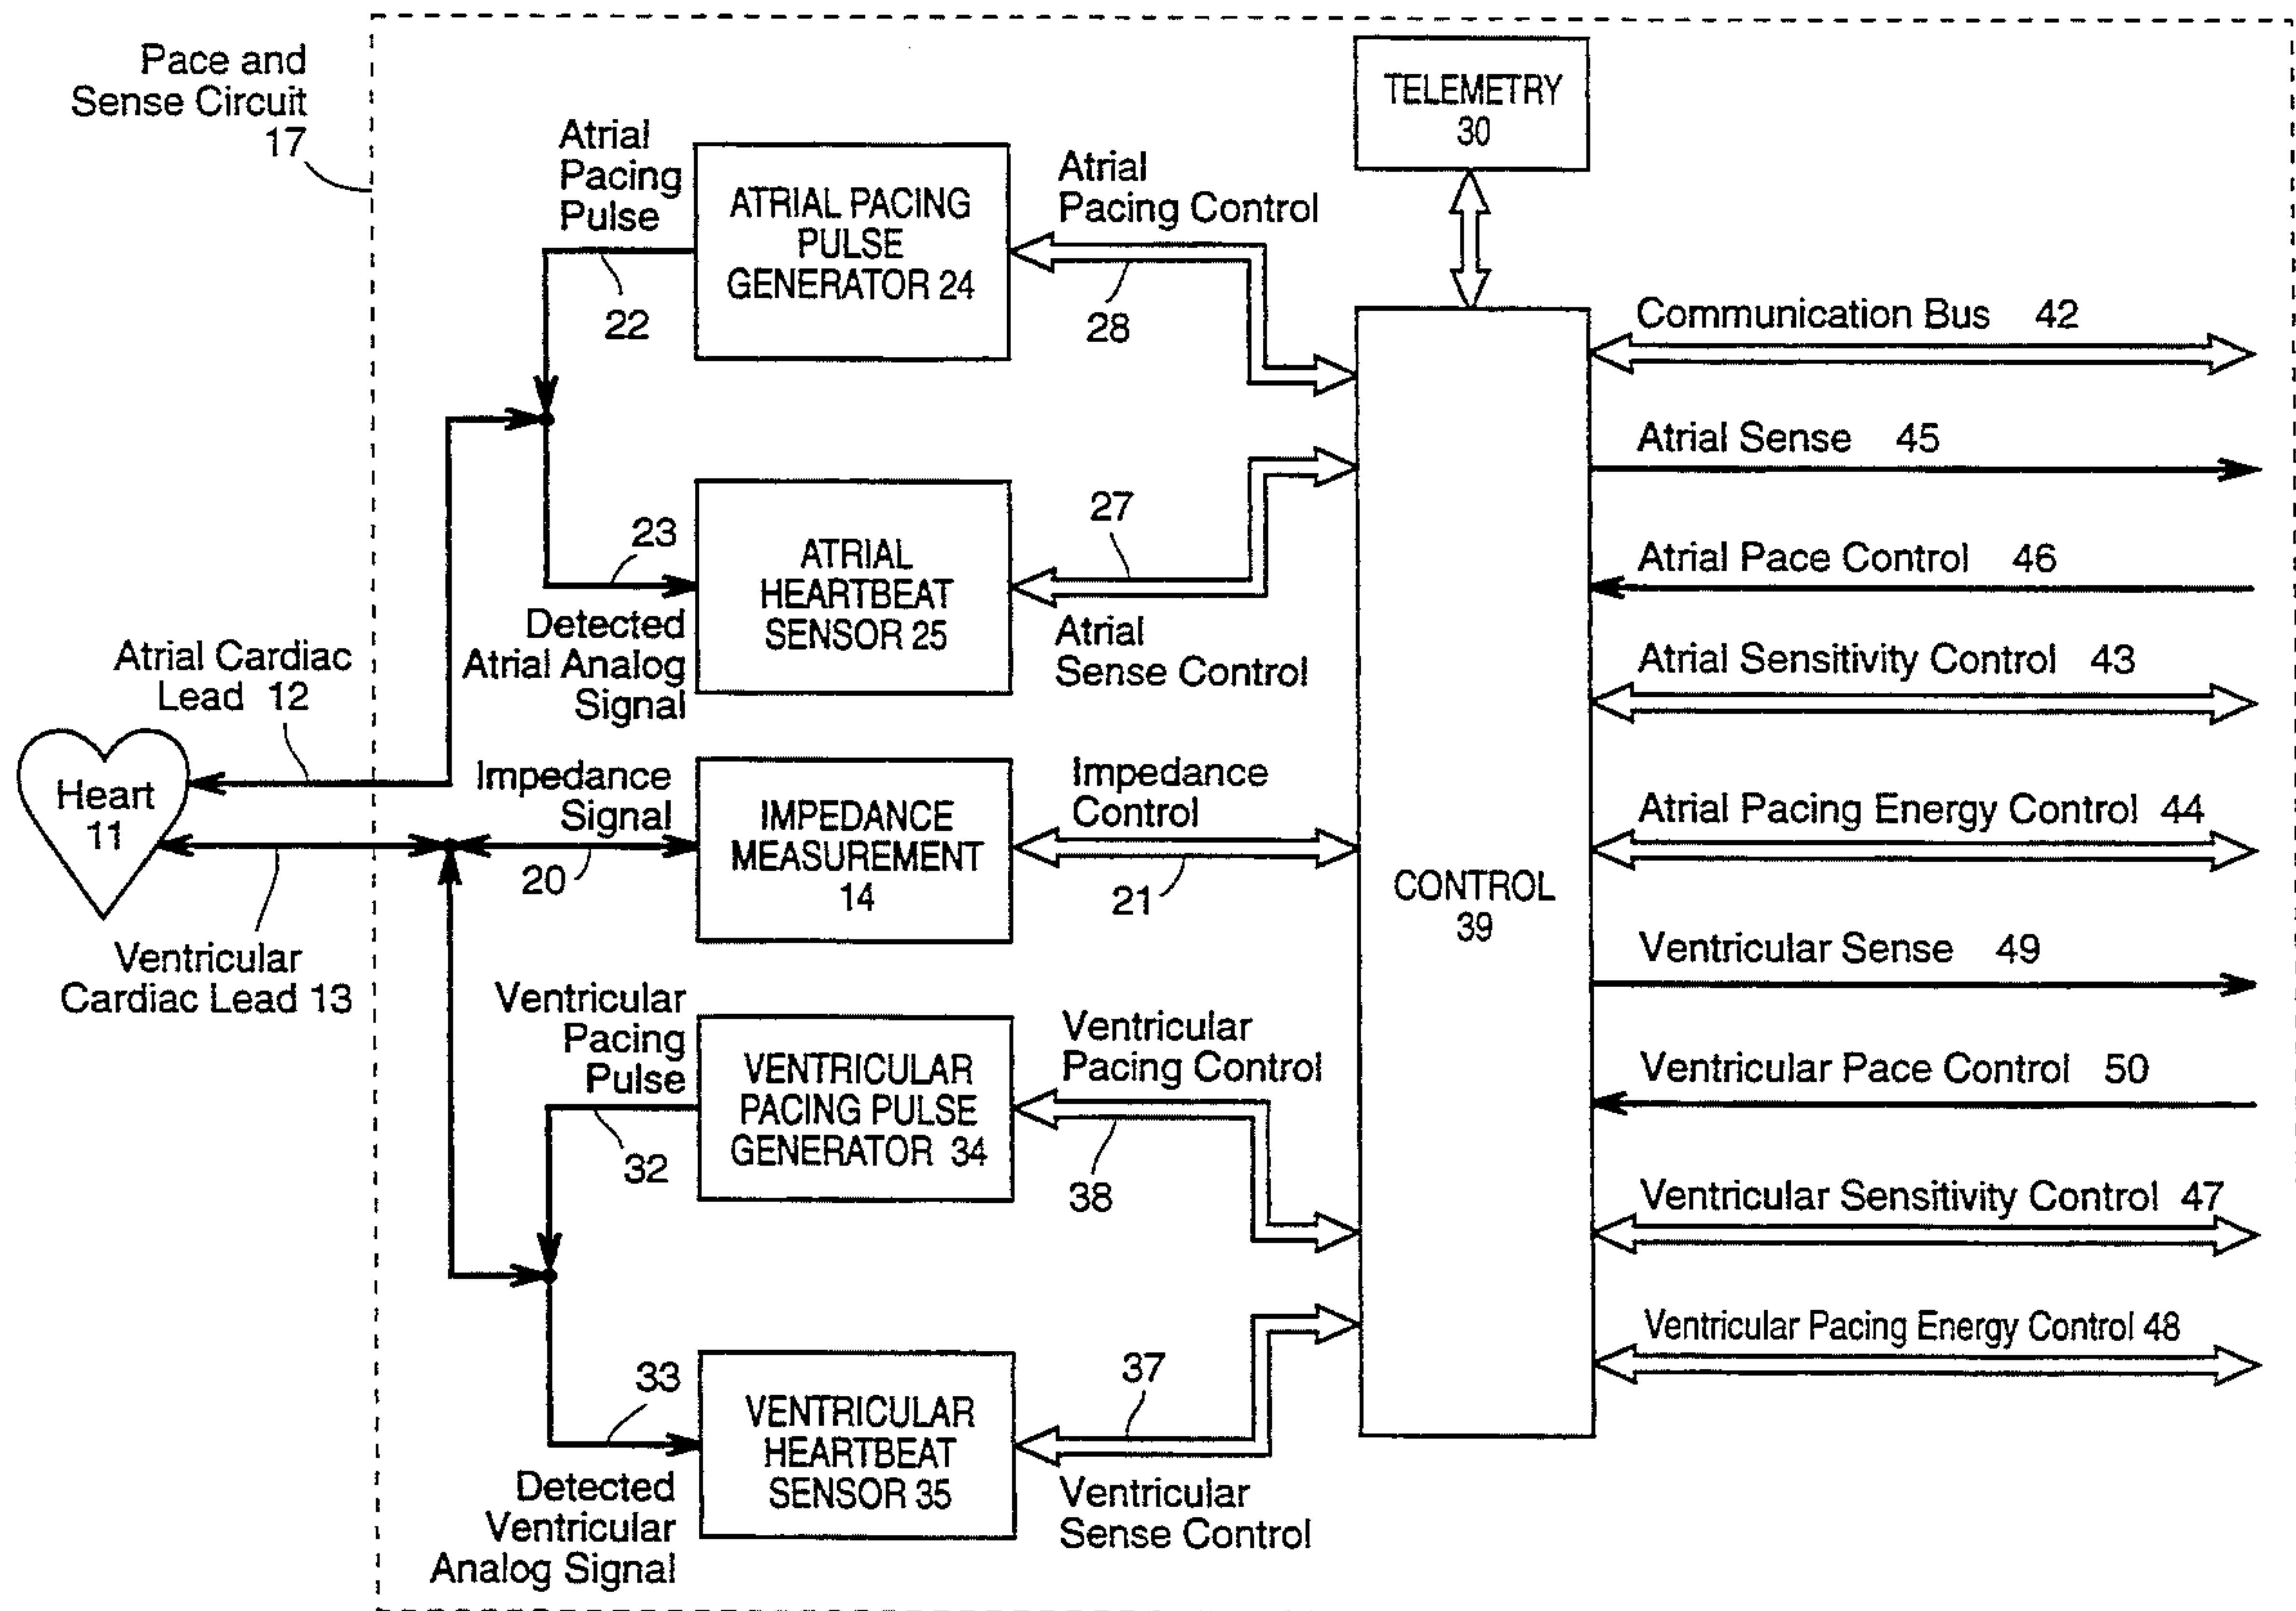 Pace and
Sense Circuit
17
TELEMETRY
30
Atrial
Pacing
Pulse
22
ATRIAL PACING
PULSE
GENERATOR 24
Atrial
Pacing Control
28
Communication Bus 42
Atrial Sense 45
23
Detected
Atrial Analog
Signal
ATRIAL
HEARTBEAT
SENSOR 25
27
Atrial
Sense Control
Atrial Pace Control 46
Atrial Sensitivity Control 43
Atrial Cardiac
Lead 12
Heart
11
Impedance
Signal
20
IMPEDANCE
MEASUREMENT
14
Impedance
Control
21
CONTROL
39
Atrial Pacing Energy Control 44
Ventricular
Cardiac Lead 13
Ventricular Sense 49
Ventricular
Pacing
Pulse
32
VENTRICULAR
PACING PULSE
GENERATOR 34
Ventricular
Pacing Control
38
Ventricular Pace Control 50
Ventricular Sensitivity Control 47
Ventricular Pacing Energy Control 48
33
Detected
Ventricular
Analog Signal
VENTRICULAR
HEARTBEAT
SENSOR 35
37
Ventricular
Sense Control